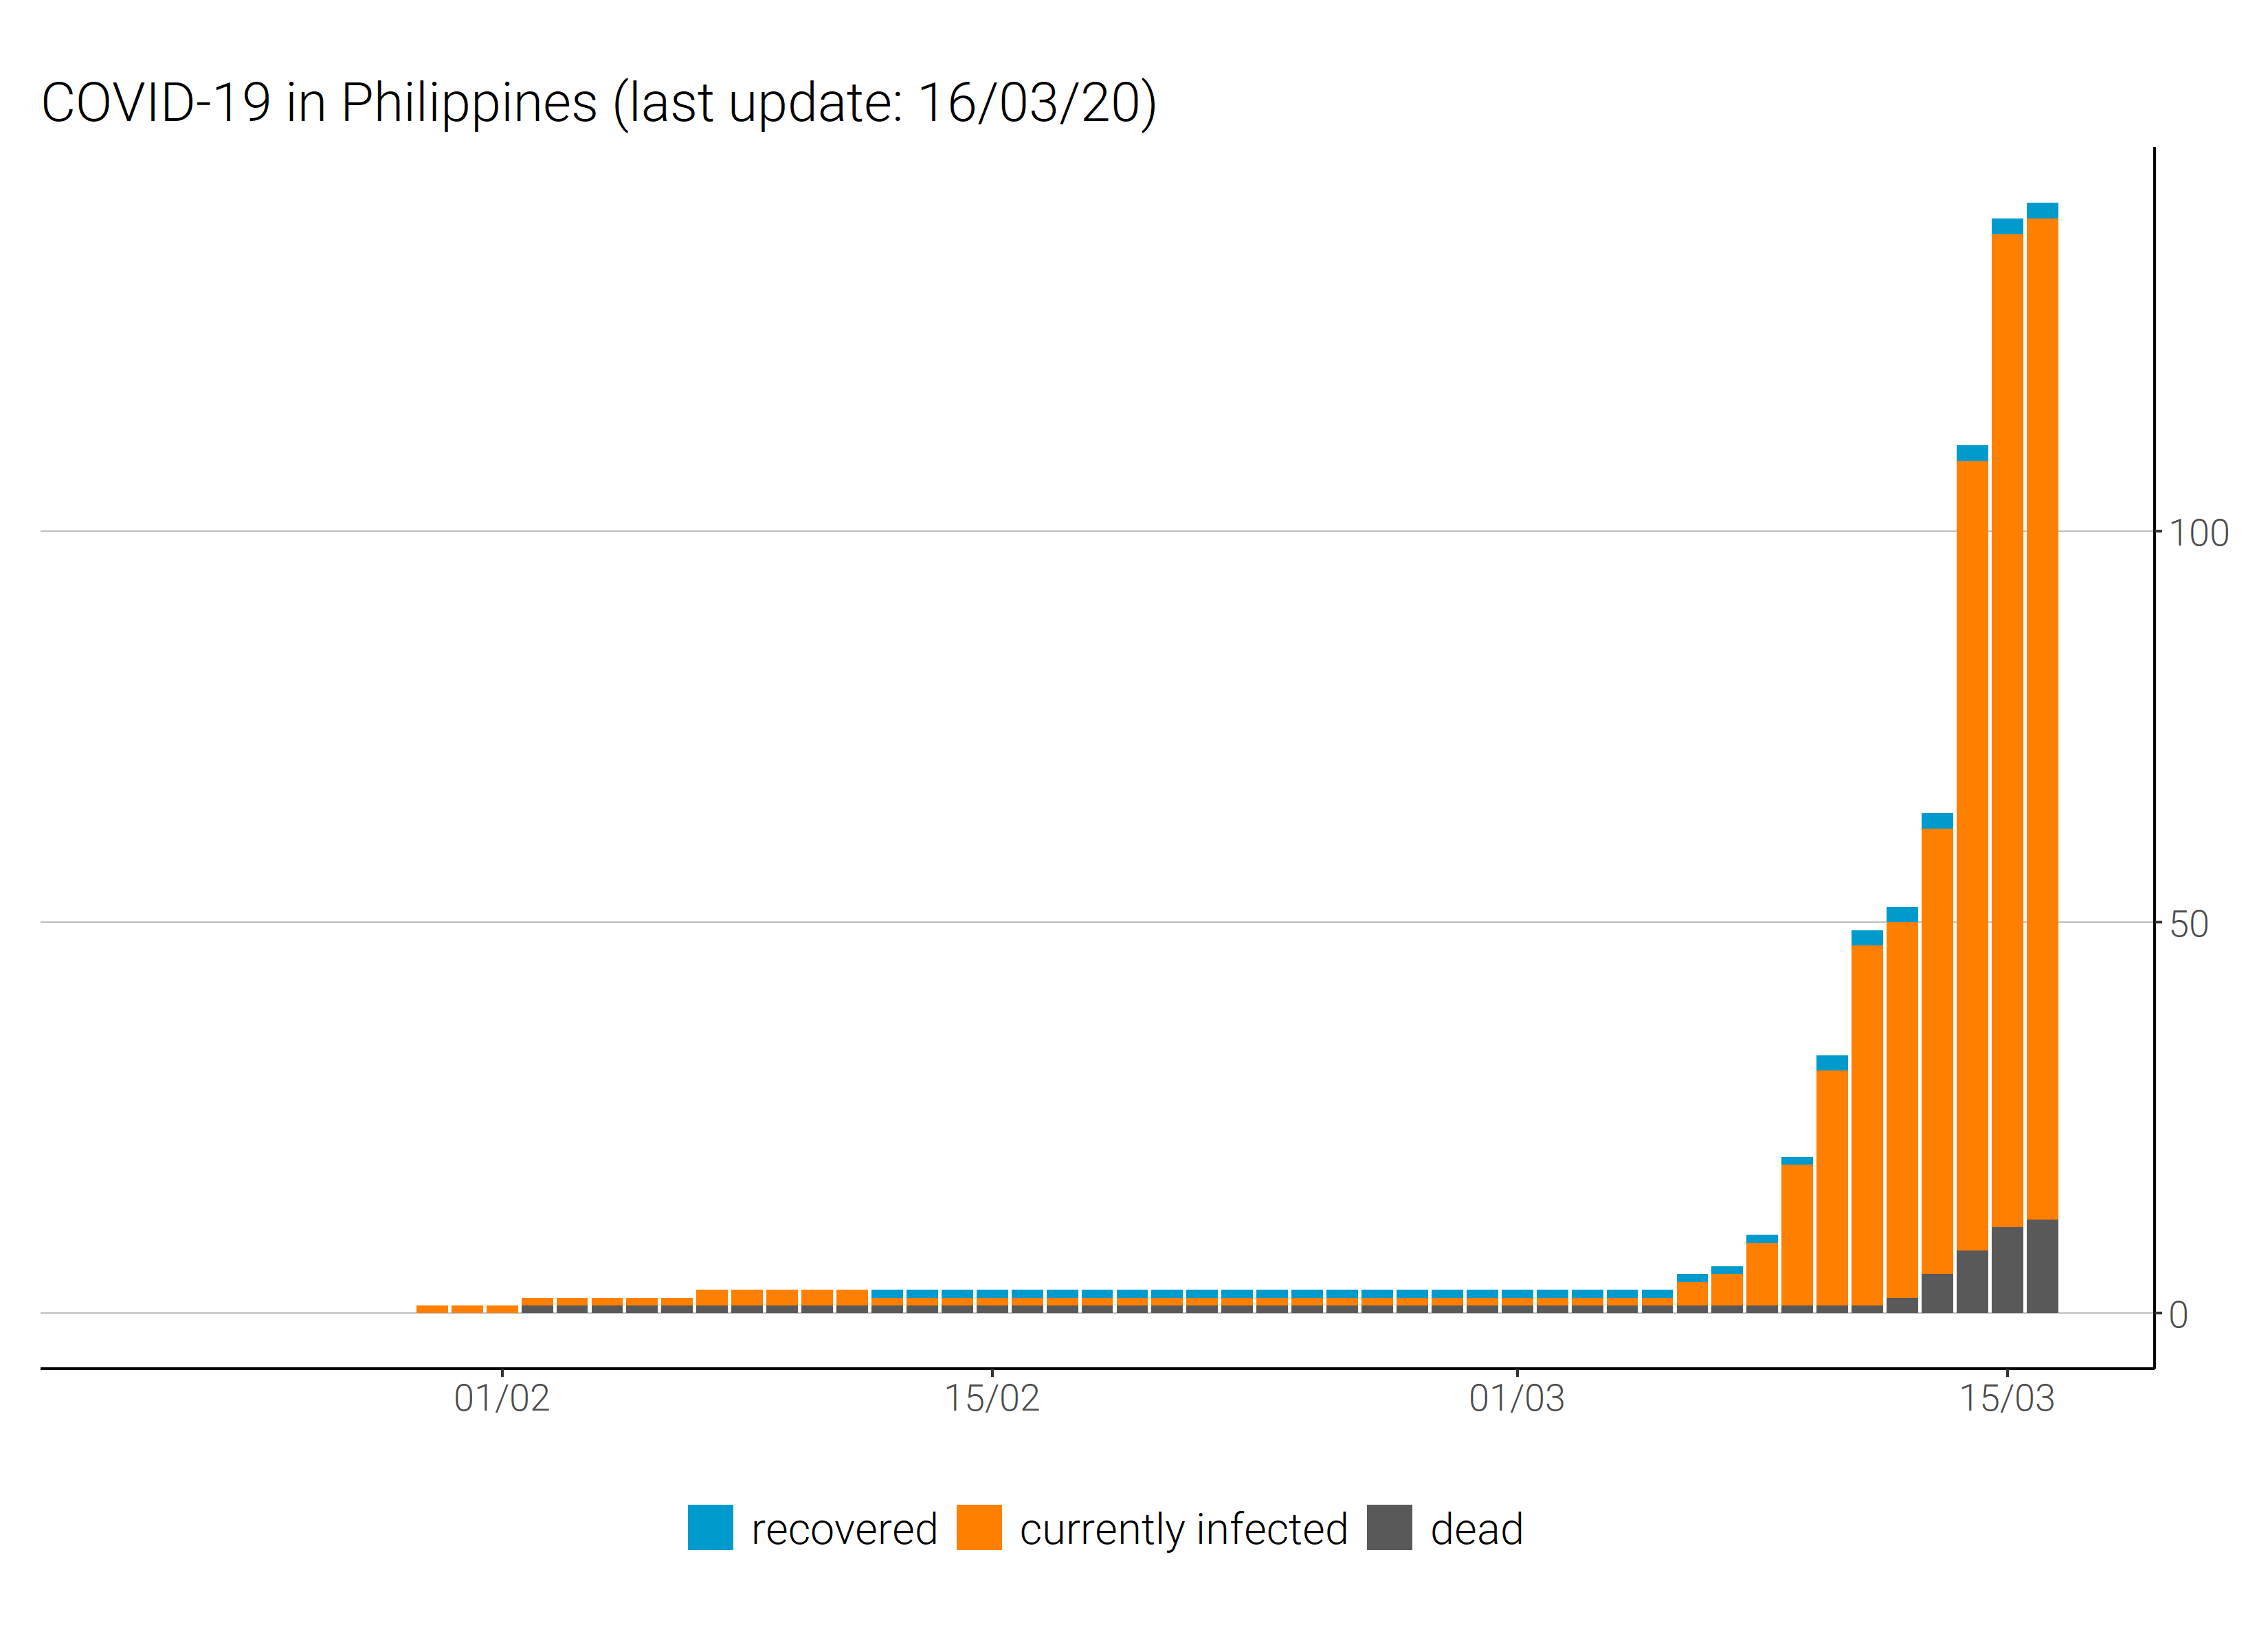 COVID-19 in Philippines (last update: 16/03/20)
100
50
0
01/02 15/02 01/03 15/03
recovered currently infected dead